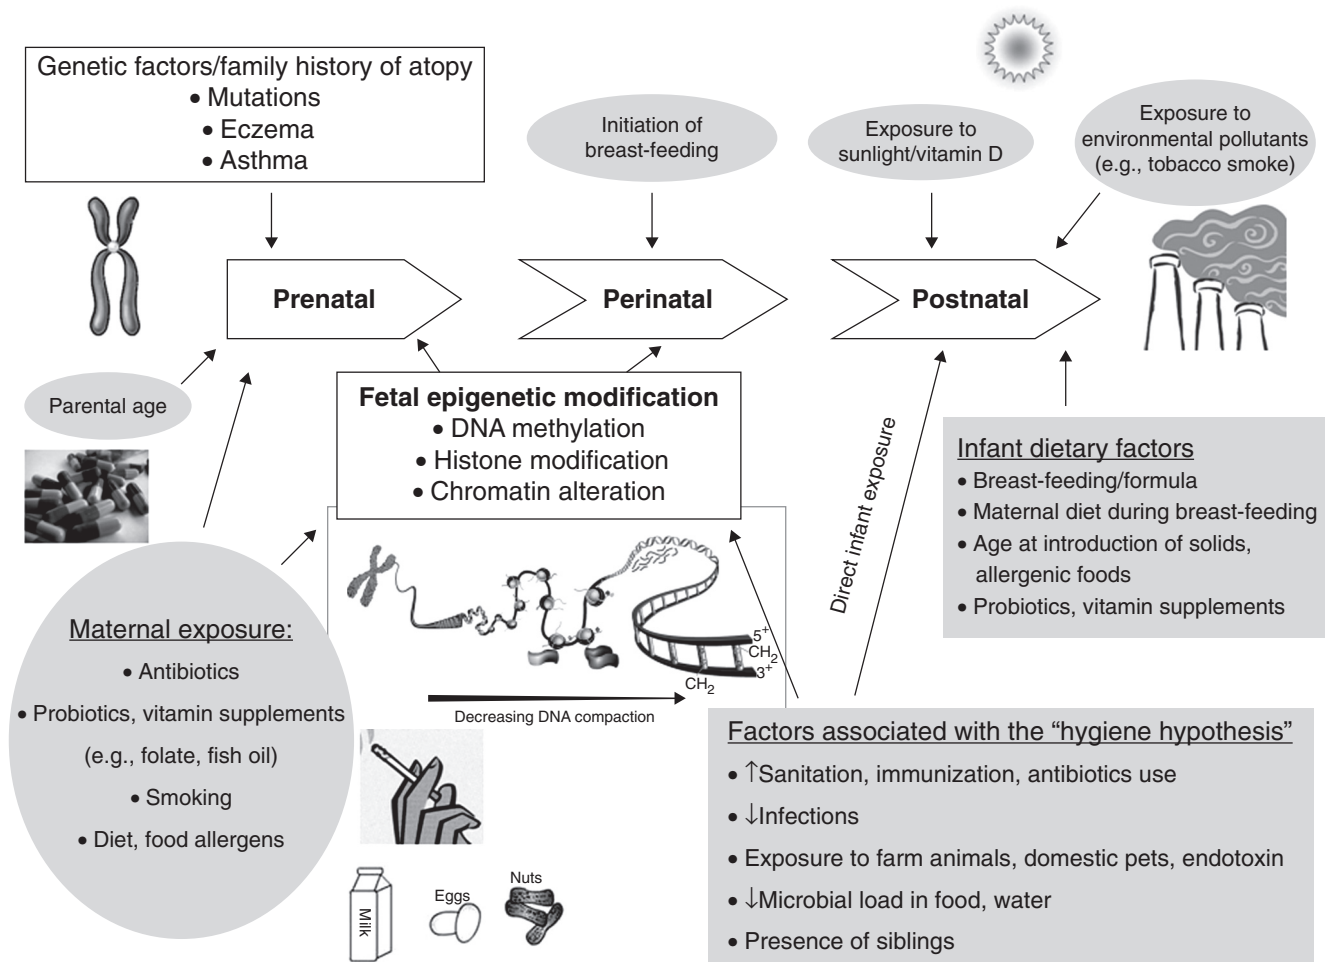 Genetic factors/family history of atopy
• Mutations
• Eczema
• Asthma
Initiation of
breast-feeding
Exposure to
sunlight/vitamin D
Exposure to
environmental pollutants
(e.g., tobacco smoke)
Prenatal
Perinatal
Postnatal
Parental age
Fetal epigenetic modification
• DNA methylation
• Histone modification
• Chromatin alteration
Direct infant exposure
Infant dietary factors
• Breast-feeding/formula
• Maternal diet during breast-feeding
• Age at introduction of solids,
allergenic foods
• Probiotics, vitamin supplements
Maternal exposure:
• Antibiotics
• Probiotics, vitamin supplements
(e.g., folate, fish oil)
• Smoking
• Diet, food allergens
5+
CH2
3+
CH2
Decreasing DNA compaction
Milk
Eggs
Nuts
Factors associated with the “hygiene hypothesis”
• ↑Sanitation, immunization, antibiotics use
• ↓Infections
• Exposure to farm animals, domestic pets, endotoxin
• ↓Microbial load in food, water
• Presence of siblings